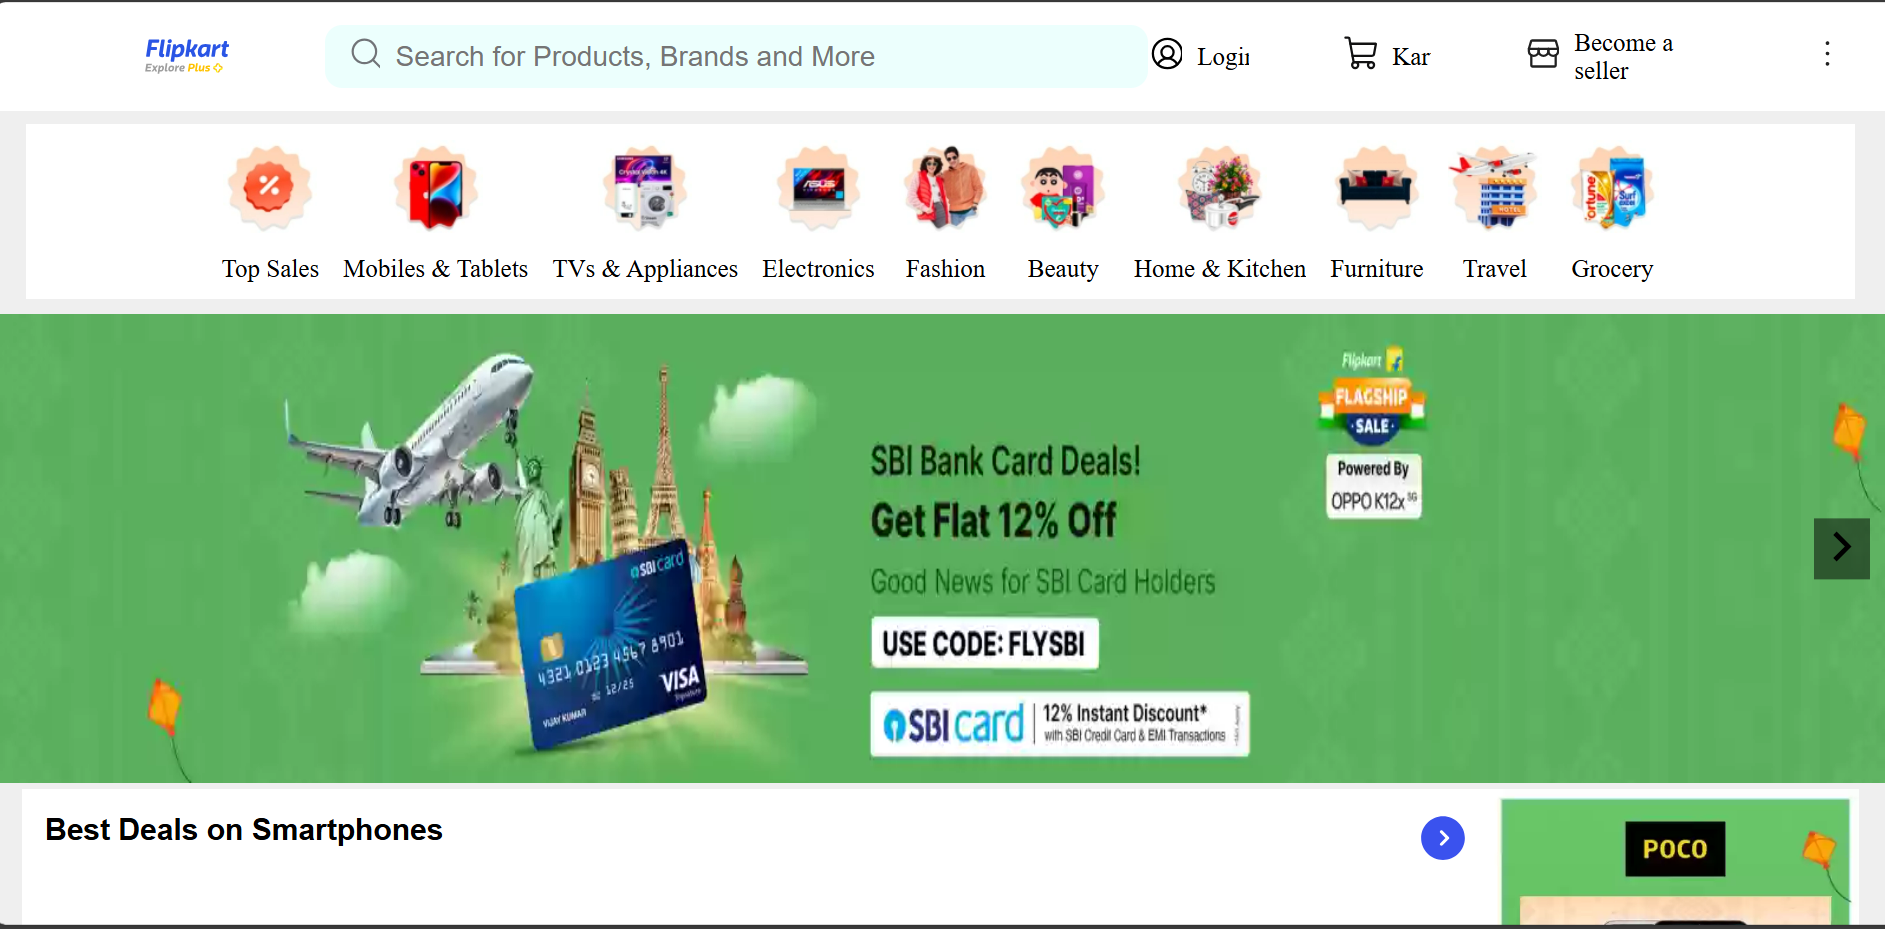 Flipkart
Explore Plus
Search for Products, Brands and More
Login
Kar
Become a
seller
Top Sales
Mobiles & Tablets
TVs & Appliances
Electronics
Fashion
Beauty
Home & Kitchen
Furniture
Travel
Grocery
Flipkart
FLAGSHIP
SALE
Powered By
OPPO K12x 5G
SBI Bank Card Deals!
Get Flat 12% Off
Good News for SBI Card Holders
USE CODE: FLYSBI
SBI card
12% Instant Discount*
with SBI Credit Card & EMI Transactions
SBI card
4321 0123 4567 8901
12/25
VIJAY KUMAR
VISA
Signature
Best Deals on Smartphones
POCO